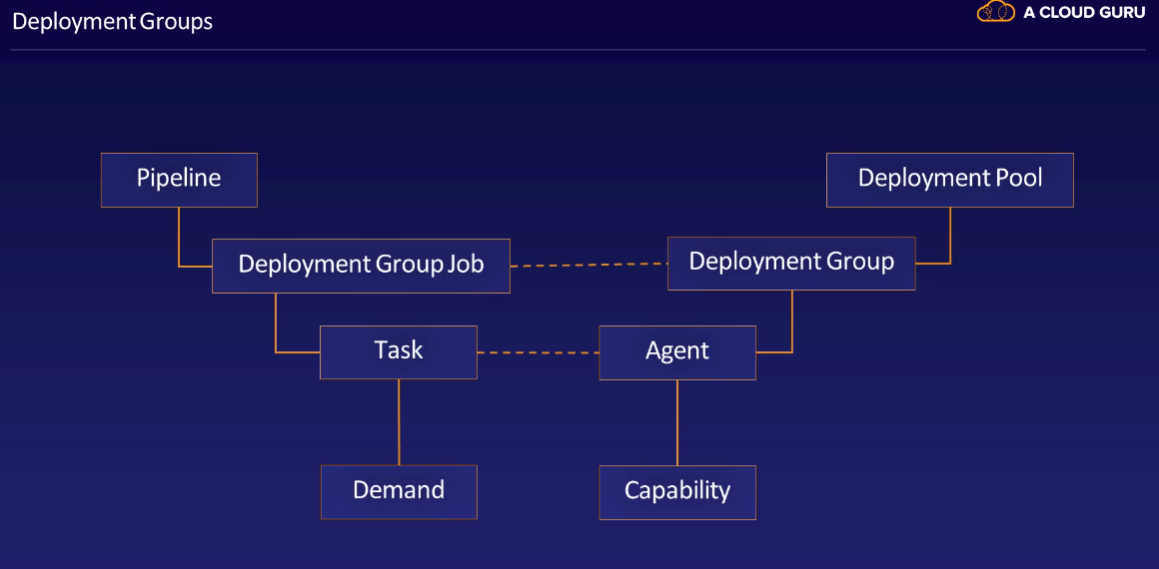 Deployment Groups
A CLOUD GURU
Pipeline
Deployment Pool
Deployment Group Job
Deployment Group
Task
Agent
Demand
Capability